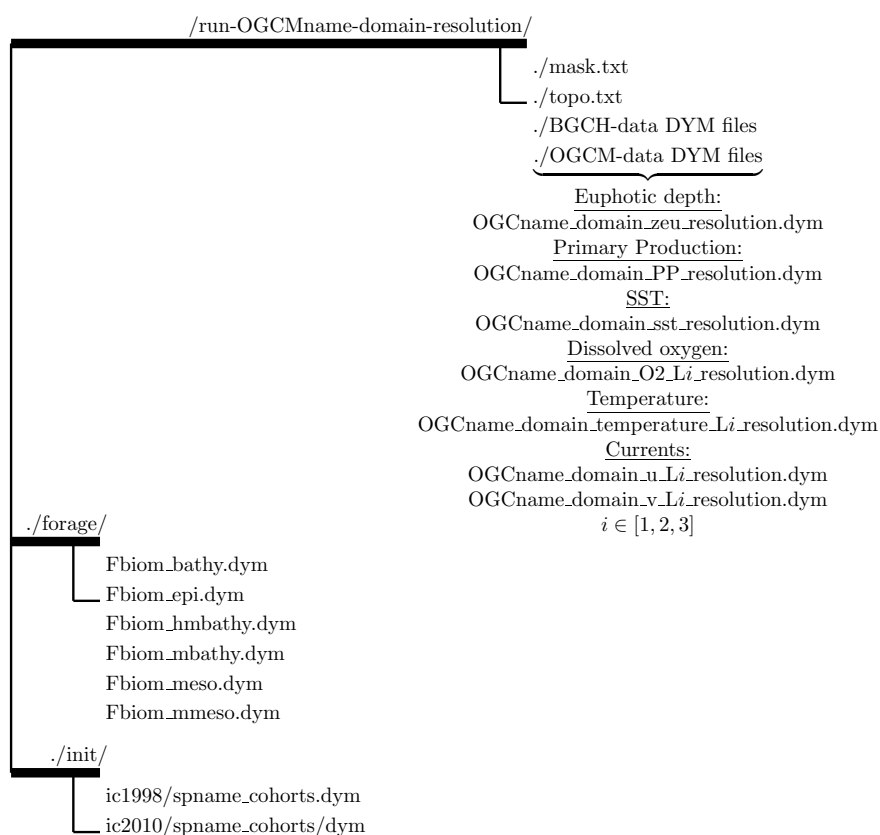 /run-OGCMname-domain-resolution/
./mask.txt
./topo.txt
./BGCH-data DYM files
./OGCM-data DYM files
Euphotic depth:
OGCname_domain_zeu_resolution.dym
Primary Production:
OGCname_domain_PP_resolution.dym
SST:
OGCname_domain_sst_resolution.dym
Dissolved oxygen:
OGCname_domain_O2_Li_resolution.dym
Temperature:
OGCname_domain_temperature_Li_resolution.dym
Currents:
OGCname_domain_u_Li_resolution.dym
OGCname_domain_v_Li_resolution.dym
i ∈ [1, 2, 3]
./forage/
Fbiom_bathy.dym
Fbiom_epi.dym
Fbiom_hmbathy.dym
Fbiom_mbathy.dym
Fbiom_meso.dym
Fbiom_mmeso.dym
./init/
ic1998/spname_cohorts.dym
ic2010/spname_cohorts/dym